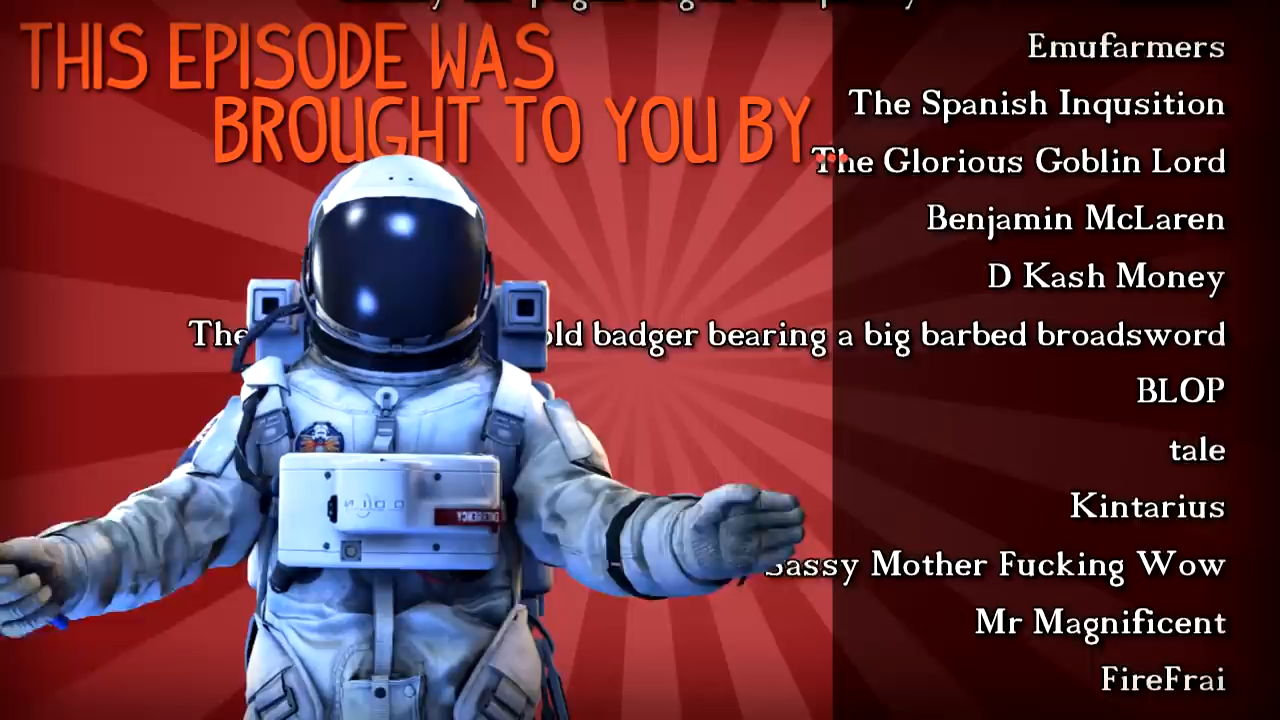 THIS EPISODE WAS
BROUGHT TO YOU BY...
Emufarmers
The Spanish Inqusition
The Glorious Goblin Lord
Benjamin McLaren
D Kash Money
The badger bearing a big barbed broadsword
BLOP
tale
Kintarius
Sassy Mother Fucking Wow
Mr Magnificent
FireFrai